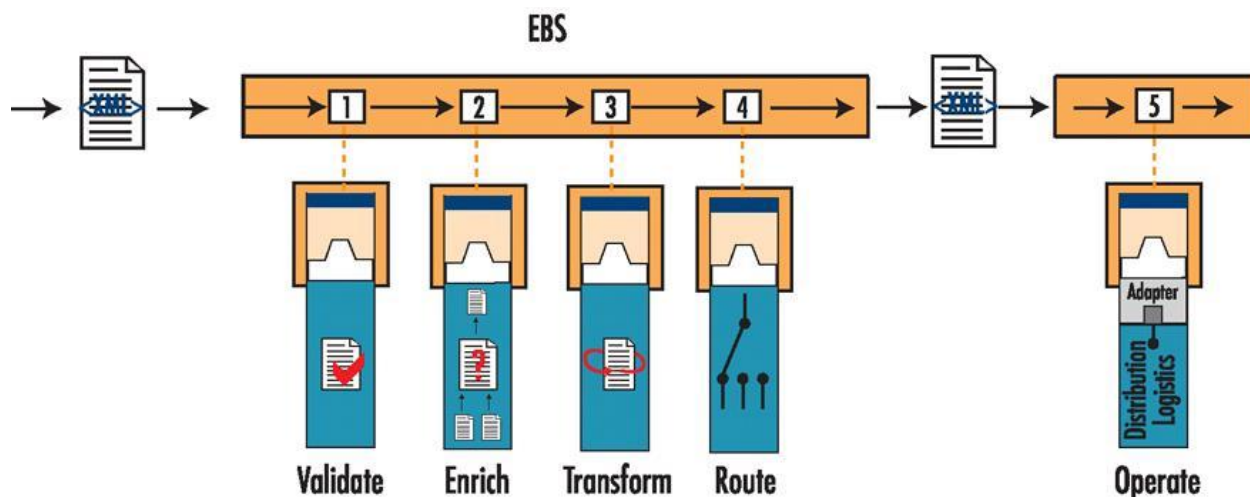 EBS
<XML>
1
2
3
4
<XML>
5
Adapter
Distribution
Logistics
?
Validate
Enrich
Transform
Route
Operate